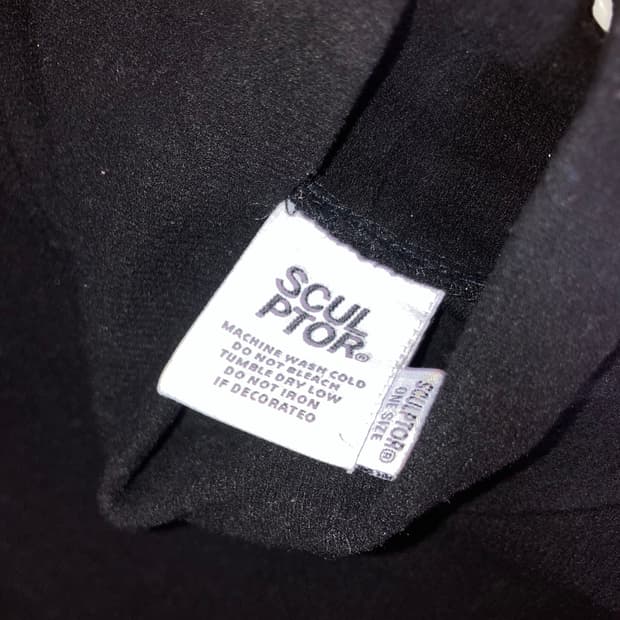 SCUL
PTOR®
MACHINE WASH COLD
DO NOT BLEACH
TUMBLE DRY LOW
DO NOT IRON
IF DECORATED
SCULPTOR®
ONE SIZE